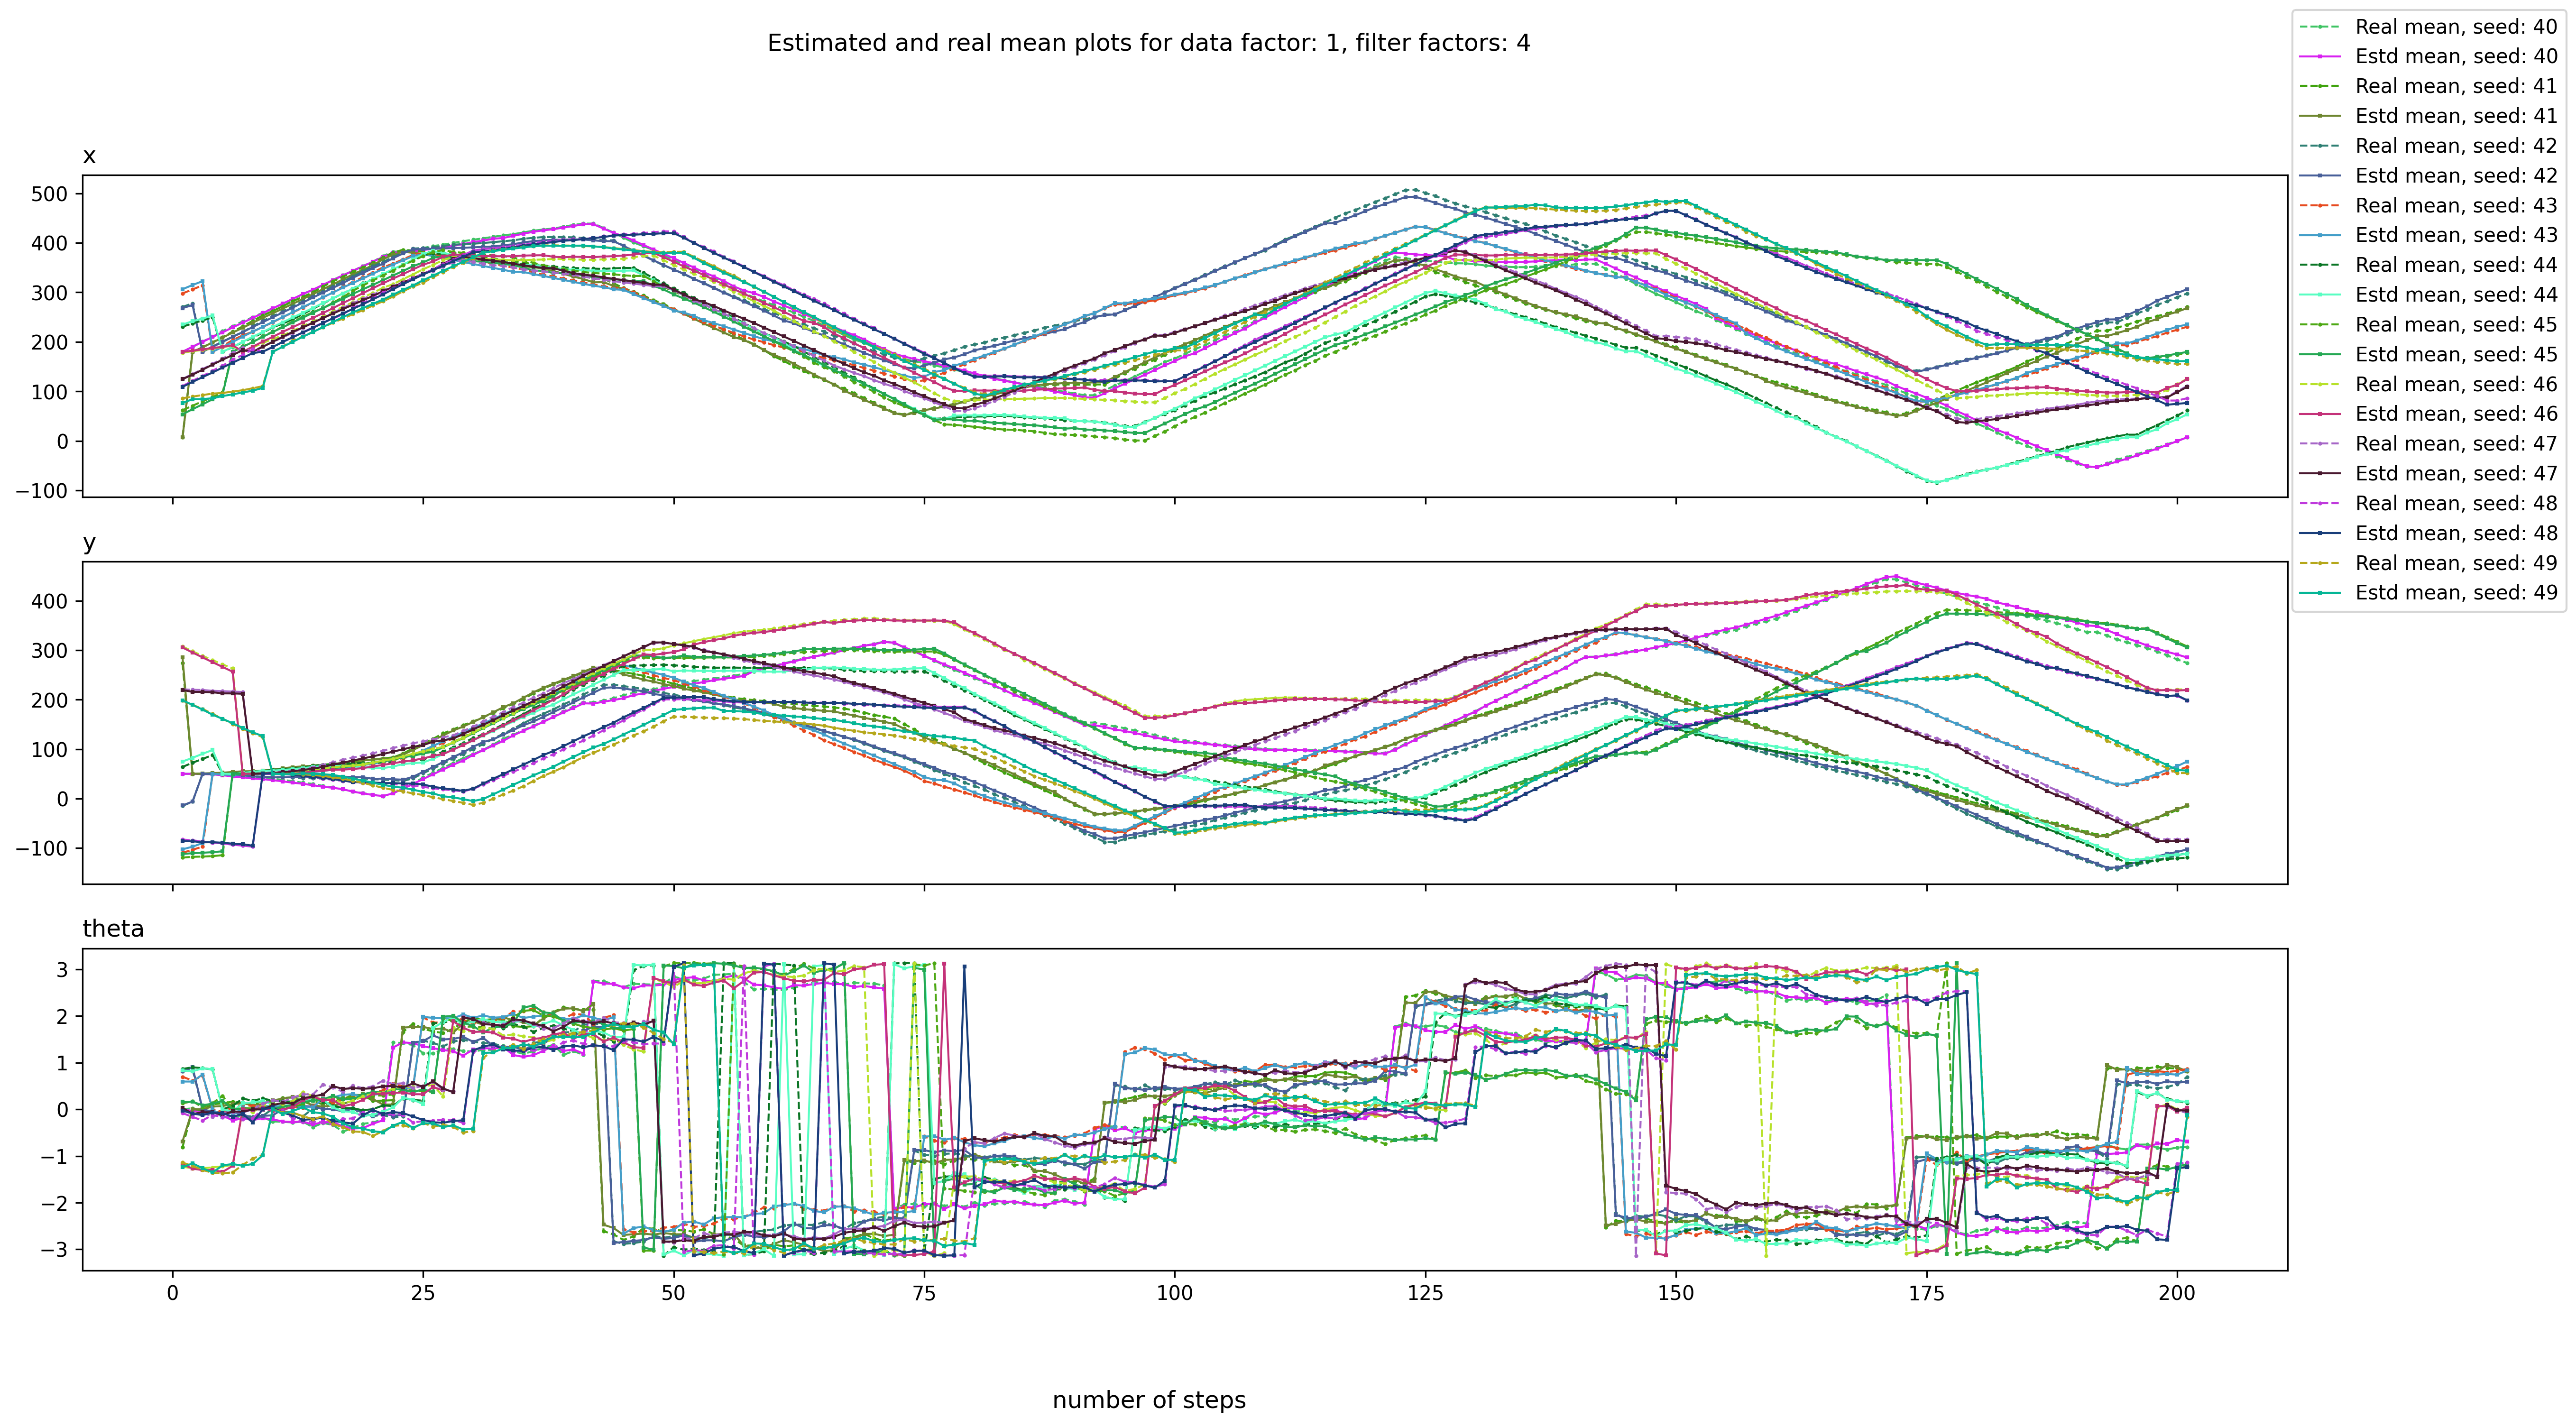 Estimated and real mean plots for data factor: 1, filter factors: 4
Real mean, seed: 40
Estd mean, seed: 40
Real mean, seed: 41
Estd mean, seed: 41
Real mean, seed: 42
Estd mean, seed: 42
Real mean, seed: 43
Estd mean, seed: 43
Real mean, seed: 44
Estd mean, seed: 44
Real mean, seed: 45
Estd mean, seed: 45
Real mean, seed: 46
Estd mean, seed: 46
Real mean, seed: 47
Estd mean, seed: 47
Real mean, seed: 48
Estd mean, seed: 48
Real mean, seed: 49
Estd mean, seed: 49
x
500
400
300
200
100
0
−100
y
400
300
200
100
0
−100
theta
3
2
1
0
−1
−2
−3
0 25 50 75 100 125 150 175 200
number of steps